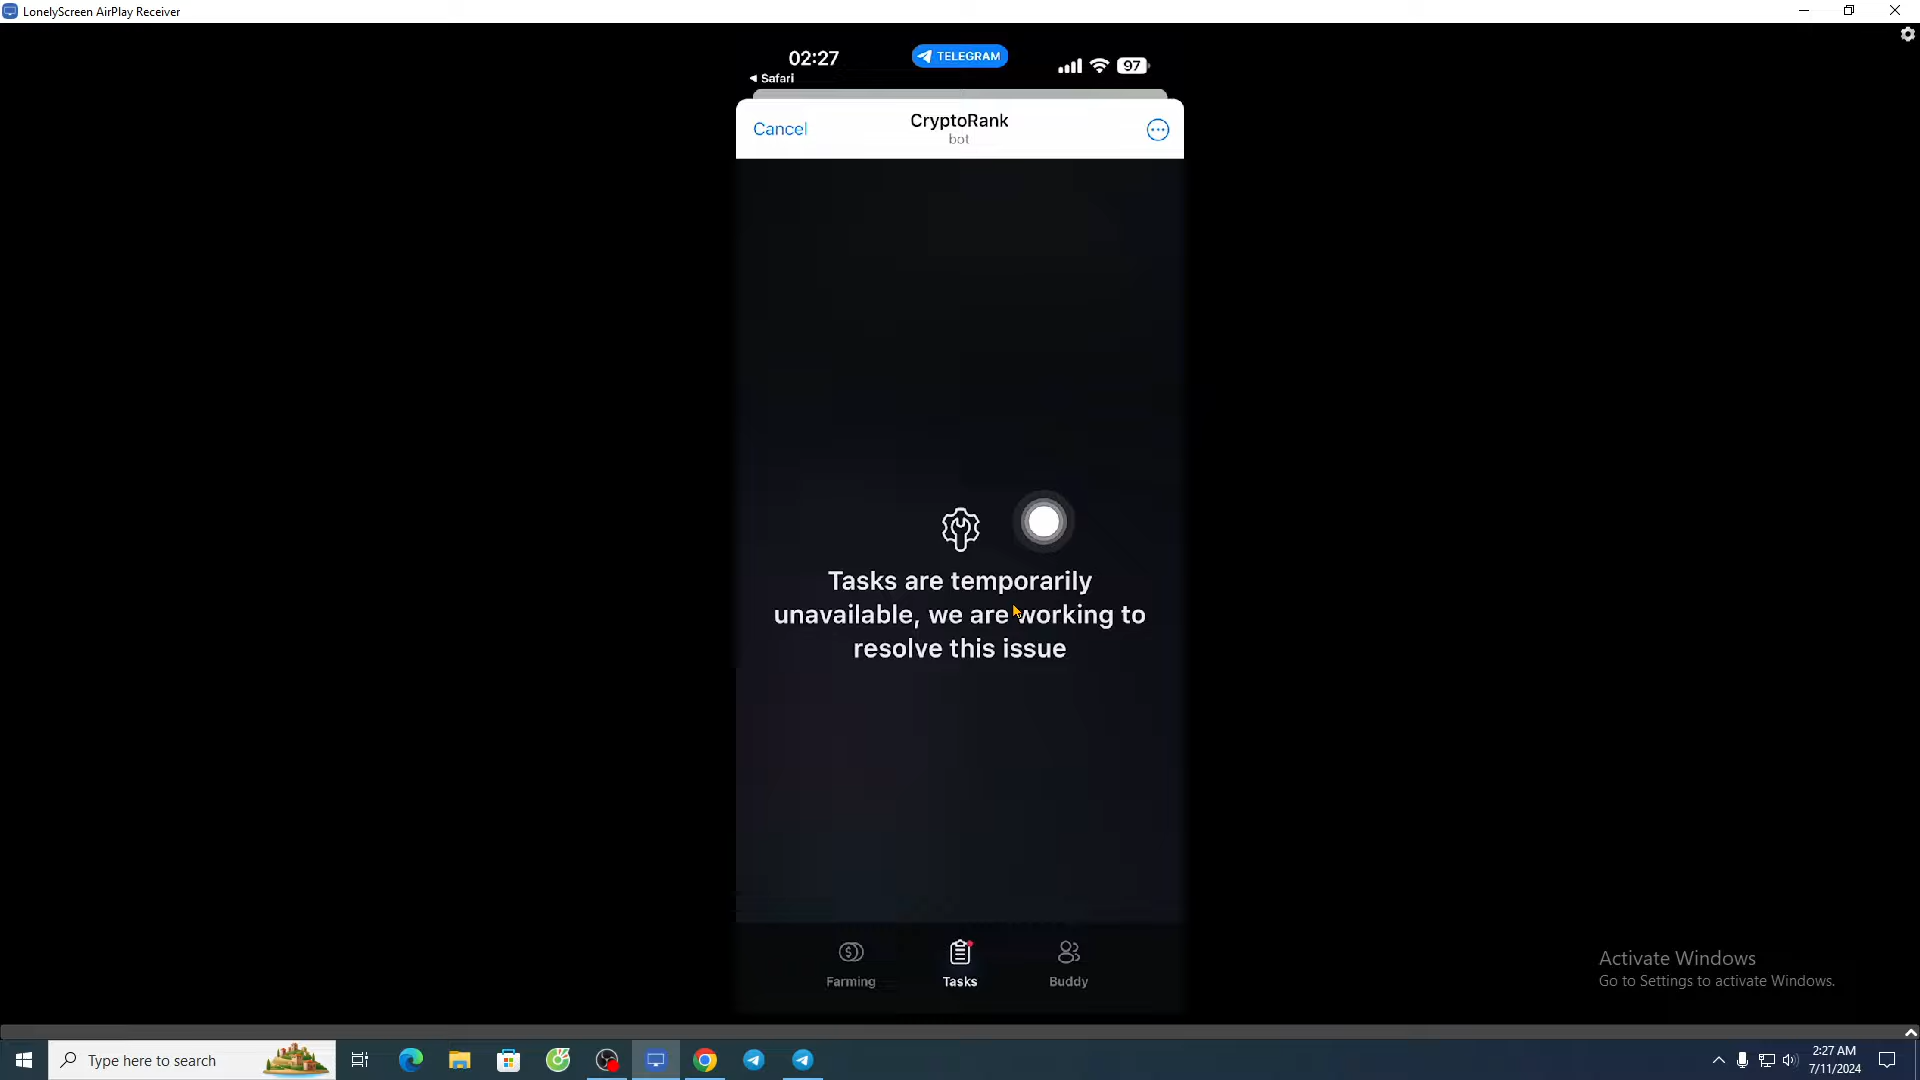 LonelyScreen AirPlay Receiver
02:27
TELEGRAM
97
Safari
Cancel
CryptoRank
bot
Tasks are temporarily
unavailable, we are working to
resolve this issue
Farming
Tasks
Buddy
Activate Windows
Go to Settings to activate Windows.
Type here to search
2:27 AM
7/11/2024